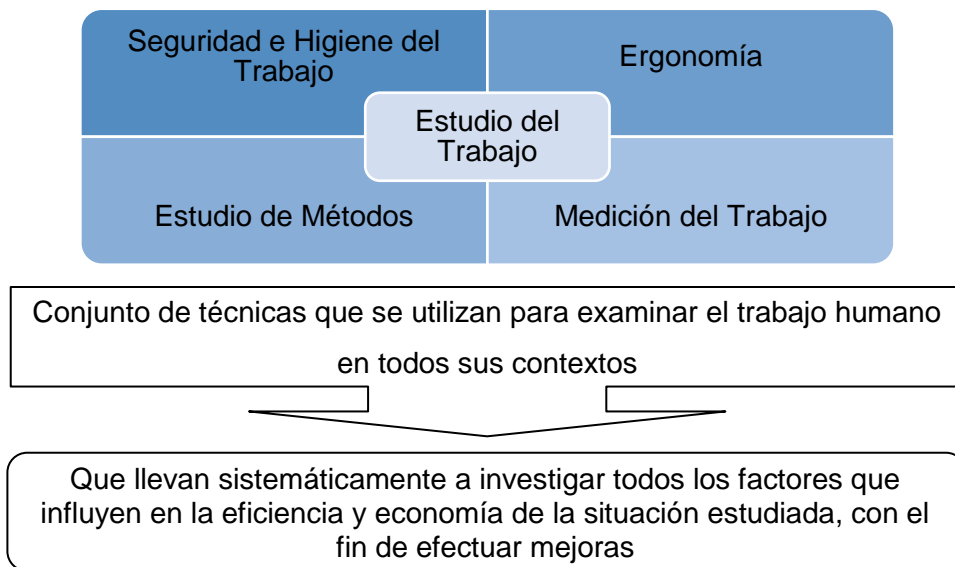 Seguridad e Higiene del
Trabajo
Ergonomía
Estudio del
Trabajo
Estudio de Métodos
Medición del Trabajo
Conjunto de técnicas que se utilizan para examinar el trabajo humano
en todos sus contextos
Que llevan sistemáticamente a investigar todos los factores que
influyen en la eficiencia y economía de la situación estudiada, con el
fin de efectuar mejoras